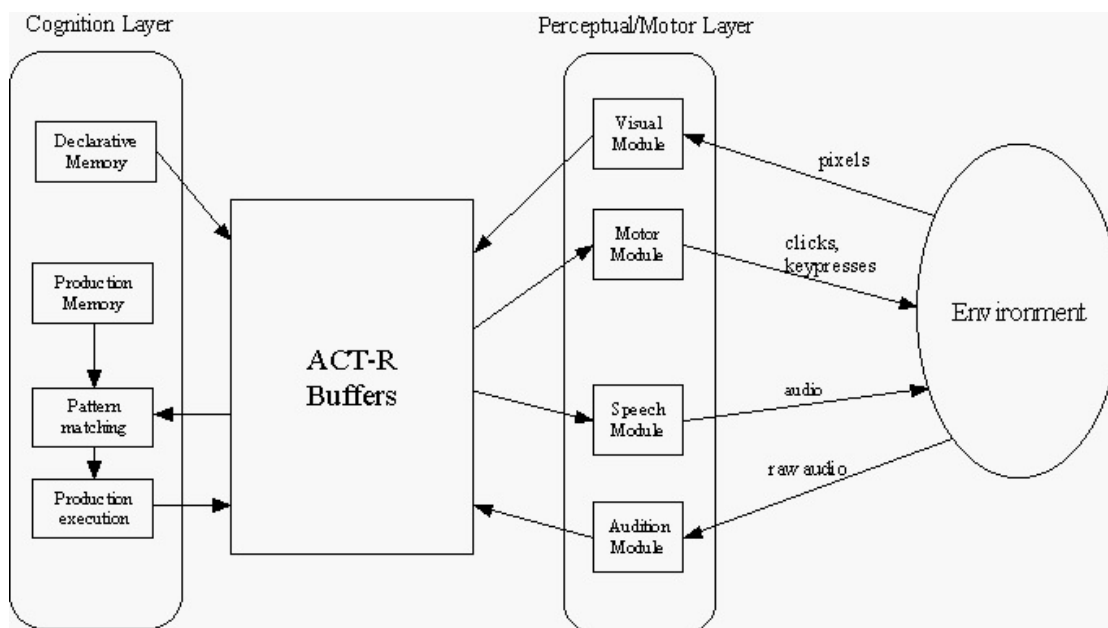 Cognition Layer
Perceptual/Motor Layer
Declarative
Memory
Production
Memory
Pattern
matching
Production
execution
ACT-R
Buffers
Visual
Module
Motor
Module
Speech
Module
Audition
Module
pixels
clicks,
keypresses
audio
raw audio
Environment